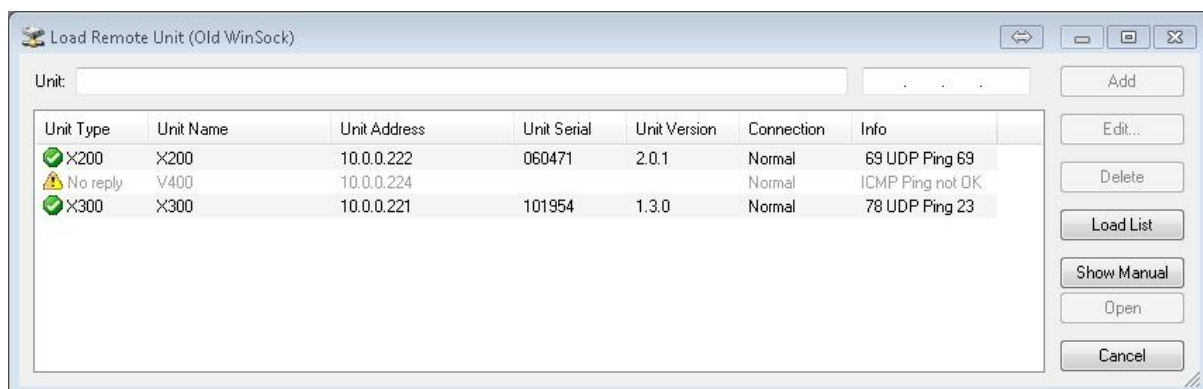 Load Remote Unit (Old WinSock)
Unit: . . . Add
Unit Type Unit Name Unit Address Unit Serial Unit Version Connection Info Edit...
X200 X200 10.0.0.222 060471 2.0.1 Normal 69 UDP Ping 69
No reply V400 10.0.0.224 Normal ICMP Ping not OK Delete
X300 X300 10.0.0.221 101954 1.3.0 Normal 78 UDP Ping 23
Load List
Show Manual
Open
Cancel